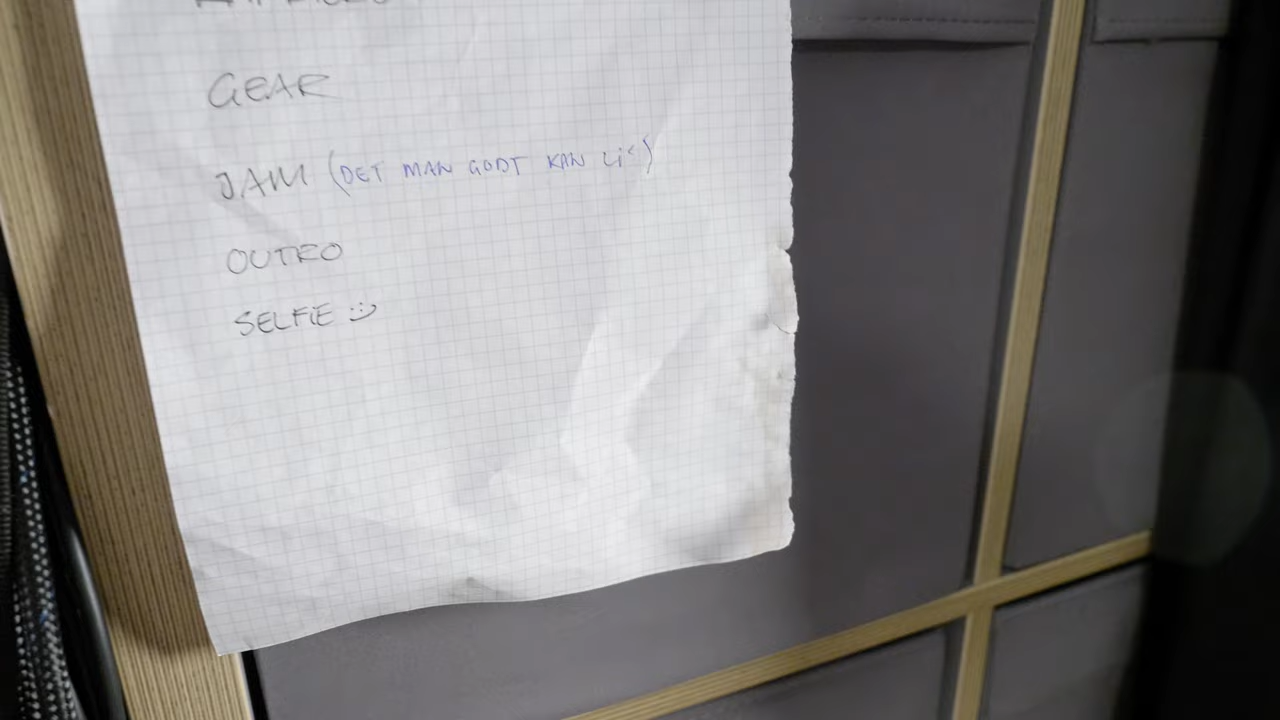 GEAR
JAM (DET MAN GODT KAN LI')
OUTRO
SELFIE :)